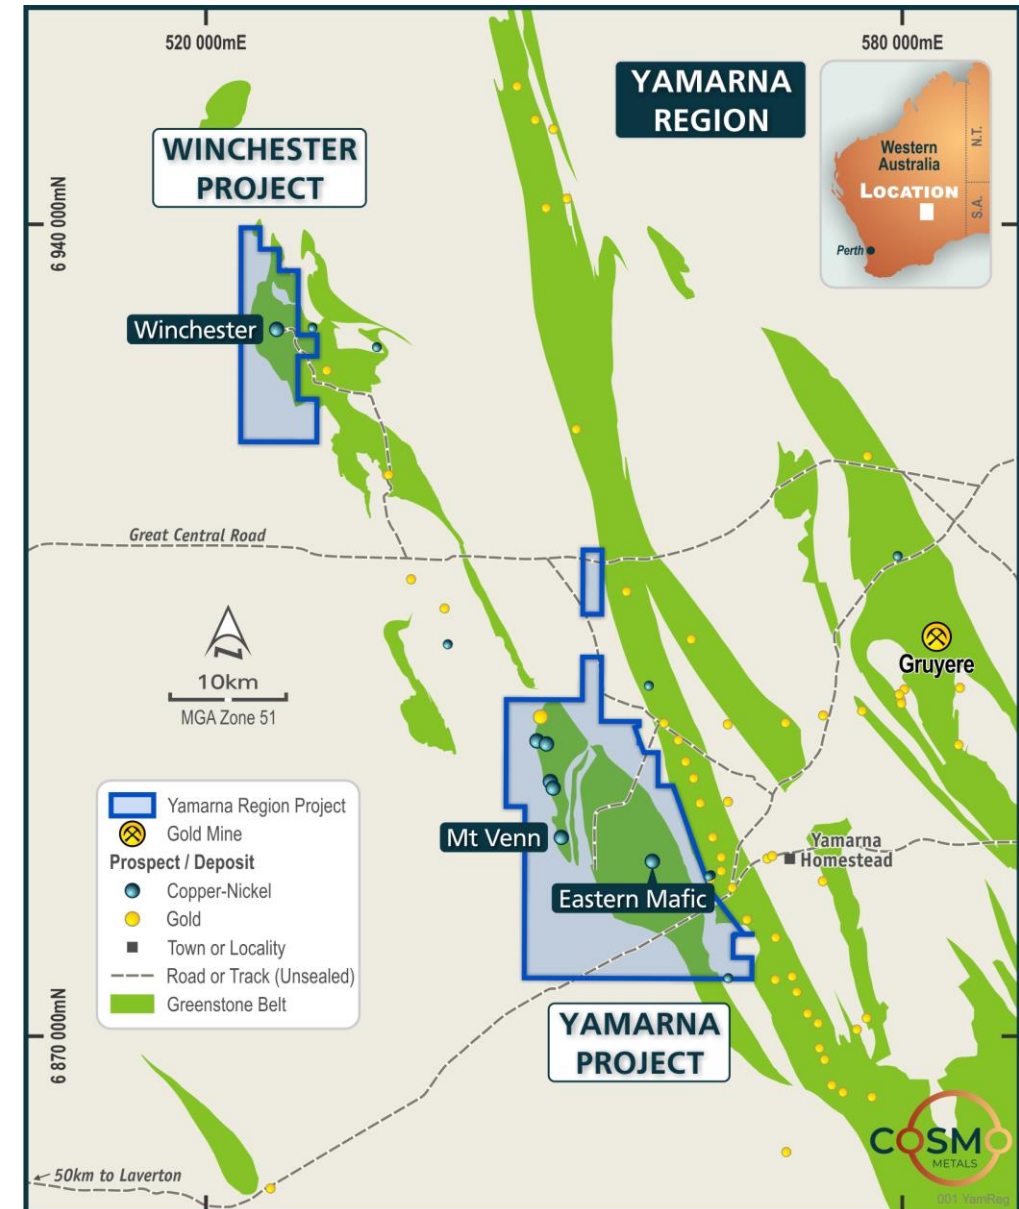 520 000mE
580 000mE
YAMARNA
REGION
Western
Australia
LOCATION
N.T.
S.A.
Perth
WINCHESTER
PROJECT
6 940 000mN
Winchester
Great Central Road
10km
MGA Zone 51
Gruyere
Yamarna Region Project
Gold Mine
Prospect / Deposit
Copper-Nickel
Gold
Town or Locality
Road or Track (Unsealed)
Greenstone Belt
Mt Venn
Eastern Mafic
Yamarna
Homestead
YAMARNA
PROJECT
6 870 000mN
50km to Laverton
COSMO
METALS
001 YamReg